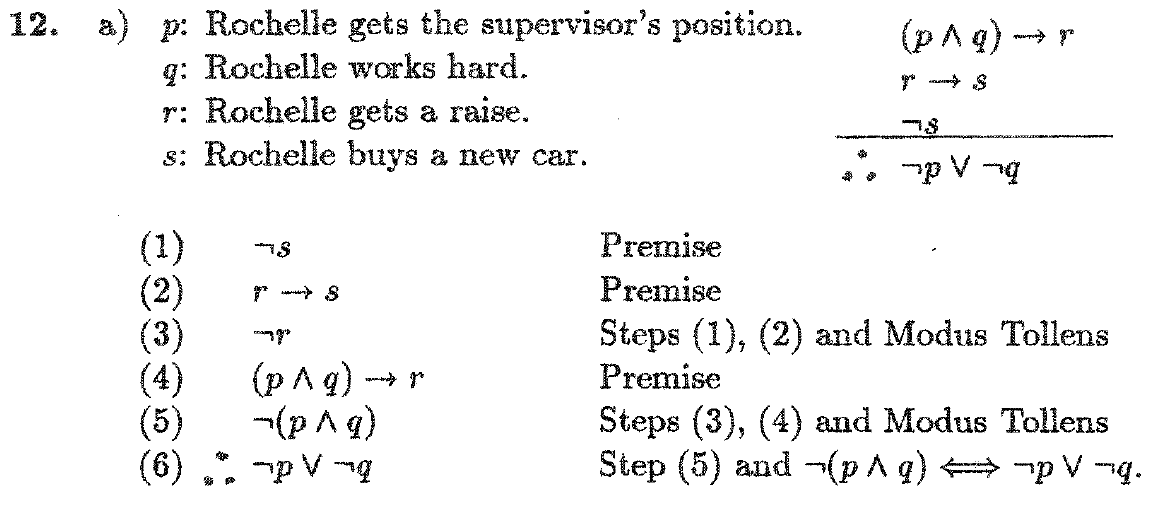 12. a) p: Rochelle gets the supervisor's position.
q: Rochelle works hard.
r: Rochelle gets a raise.
s: Rochelle buys a new car.
(p ∧ q) → r
r → s
¬s
∴ ¬p ∨ ¬q
(1) ¬s Premise
(2) r → s Premise
(3) ¬r Steps (1), (2) and Modus Tollens
(4) (p ∧ q) → r Premise
(5) ¬(p ∧ q) Steps (3), (4) and Modus Tollens
(6) ∴ ¬p ∨ ¬q Step (5) and ¬(p ∧ q) ⟺ ¬p ∨ ¬q.